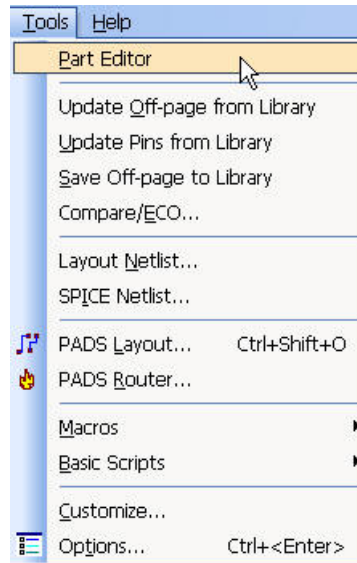 Tools Help
Part Editor
Update Off-page from Library
Update Pins from Library
Save Off-page to Library
Compare/ECO...
Layout Netlist...
SPICE Netlist...
PADS Layout... Ctrl+Shift+O
PADS Router...
Macros
Basic Scripts
Customize...
Options... Ctrl+<Enter>